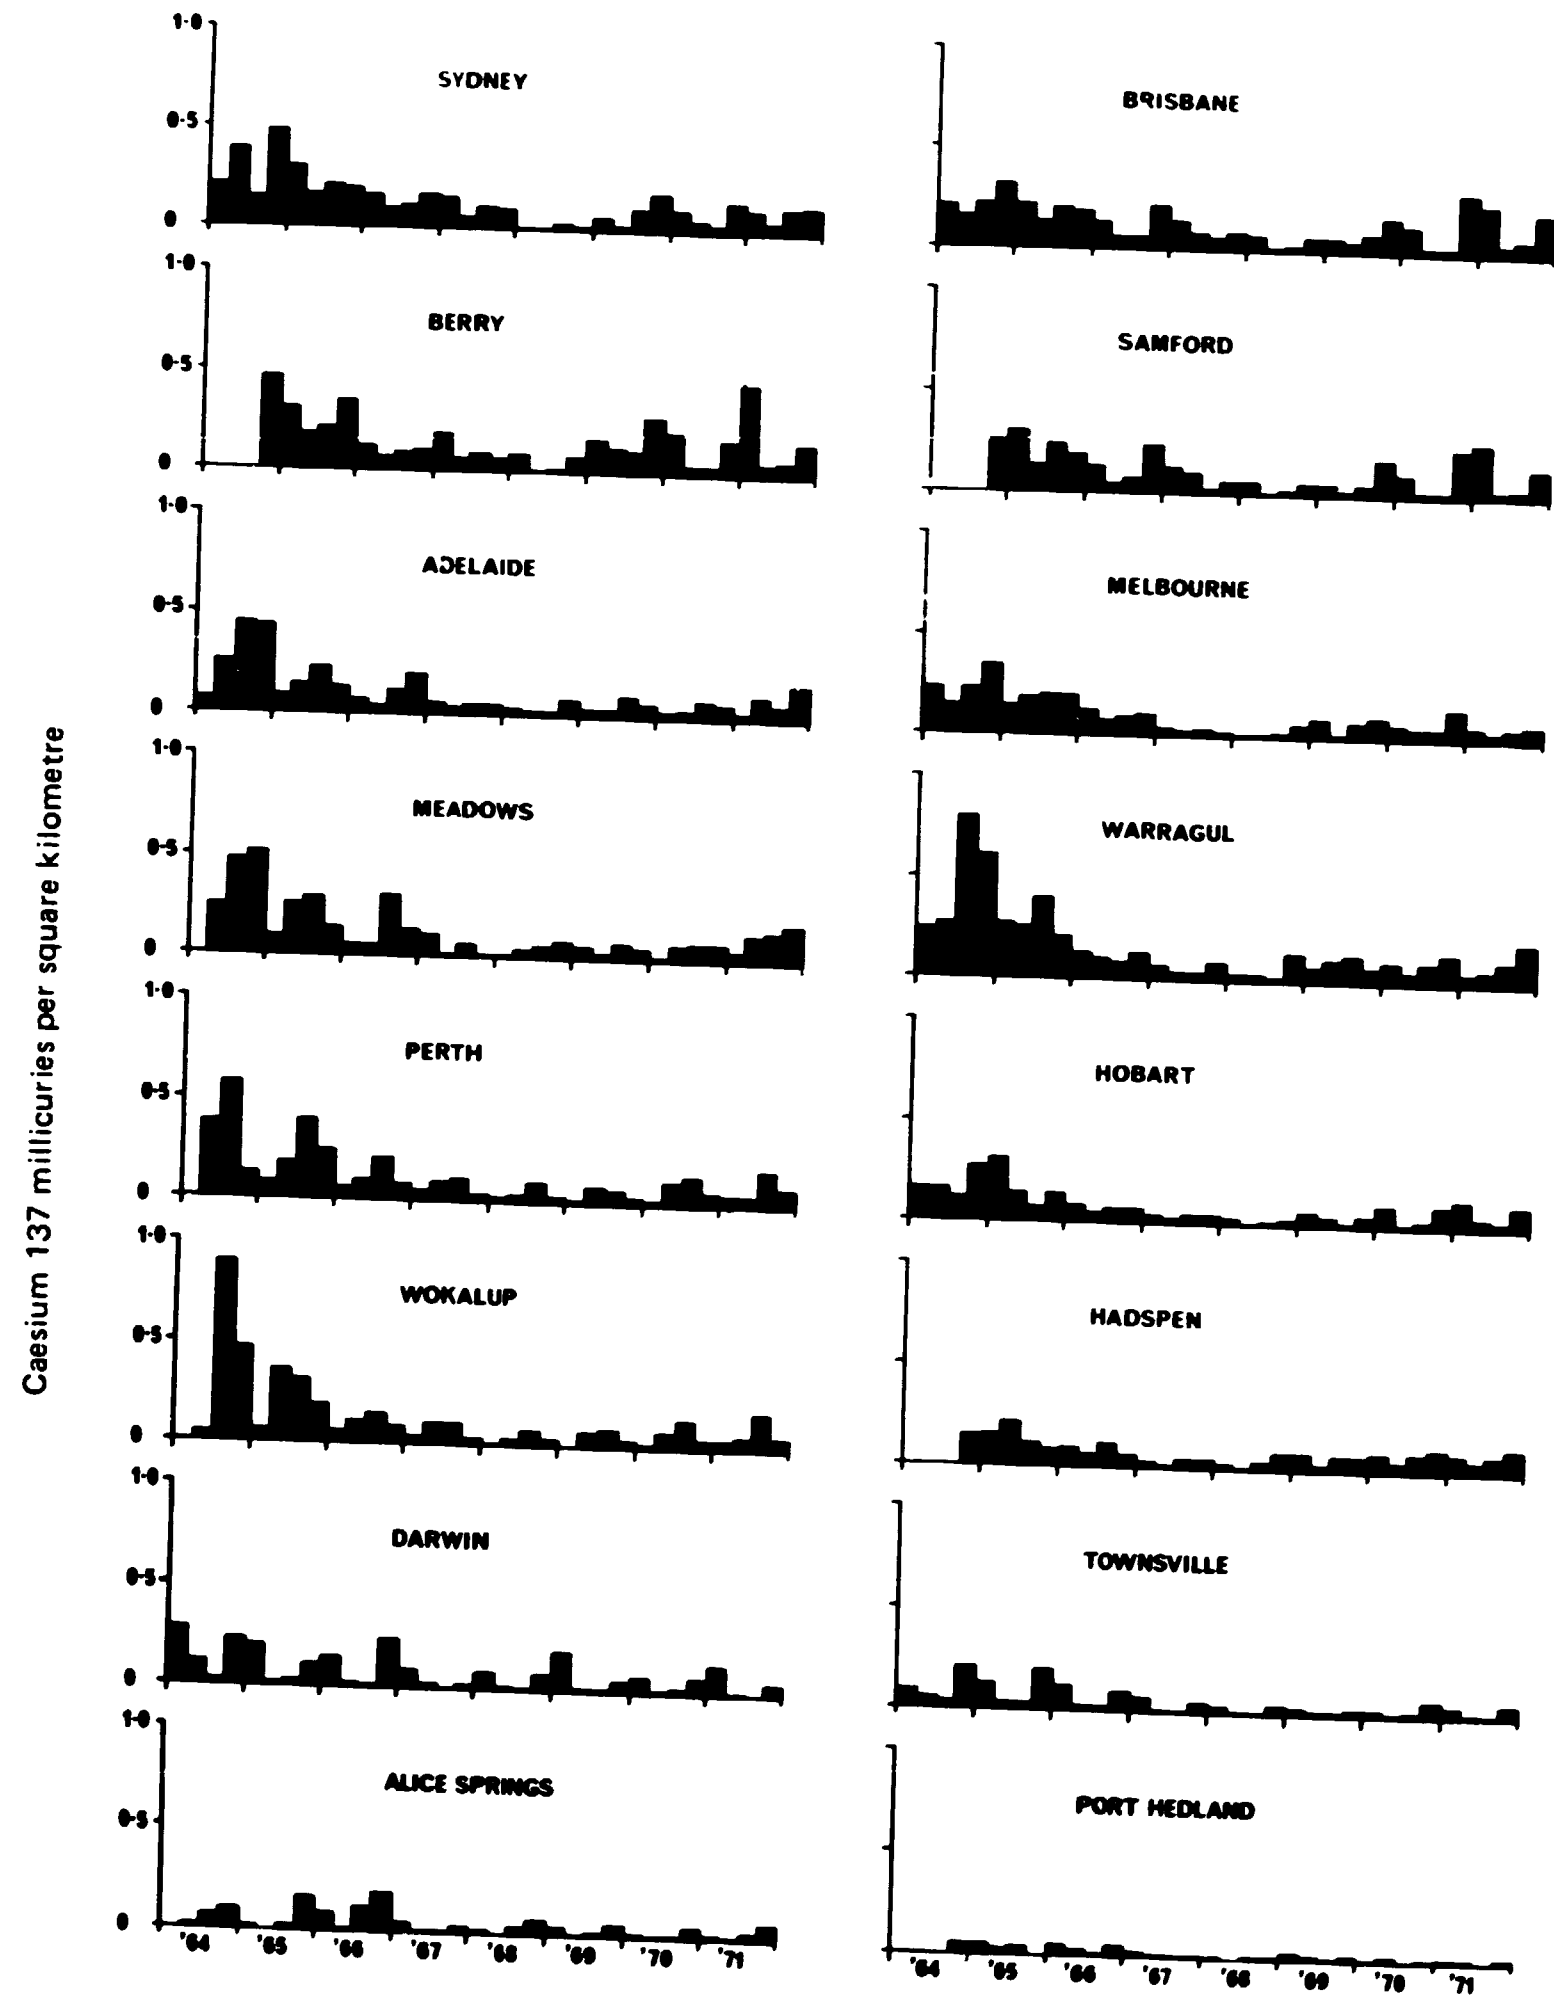 Caesium 137 millicuries per square kilometre
1·0
0·5
0
SYDNEY
BRISBANE
1·0
0·5
0
BERRY
SAMFORD
1·0
0·5
0
ADELAIDE
MELBOURNE
1·0
0·5
0
MEADOWS
WARRAGUL
1·0
0·5
0
PERTH
HOBART
1·0
0·5
0
WOKALUP
HADSPEN
1·0
0·5
0
DARWIN
TOWNSVILLE
1·0
0·5
0
ALICE SPRINGS
PORT HEDLAND
'64 '65 '66 '67 '68 '69 '70 '71
'64 '65 '66 '67 '68 '69 '70 '71